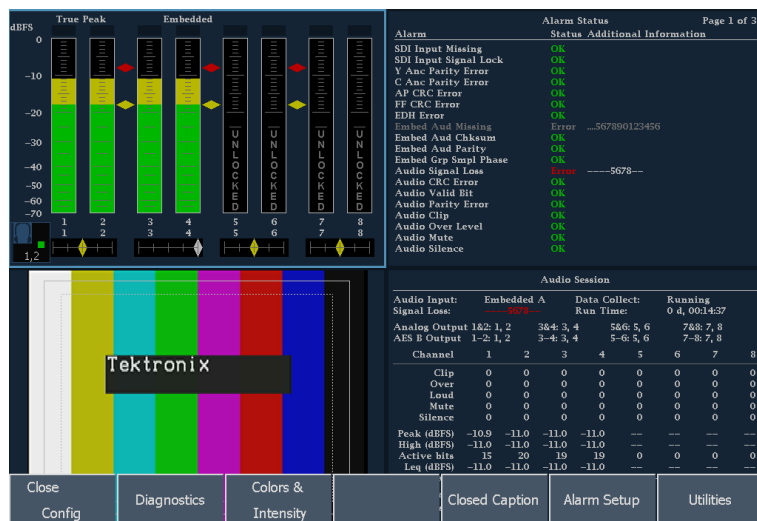 True Peak Embedded
dBFS
0
-10
-20
-30
-40
-50
-60
-70
UNLOCKED UNLOCKED UNLOCKED UNLOCKED
1 2 3 4 5 6 7 8
1 2 3 4 5 6 7 8
1,2
Alarm Status Page 1 of 3
Alarm Status Additional Information
SDI Input Missing OK
SDI Input Signal Lock OK
Y Anc Parity Error OK
C Anc Parity Error OK
AP CRC Error OK
FF CRC Error OK
EDH Error OK
Embed Aud Missing Error ....567890123456
Embed Aud Chksum OK
Embed Aud Parity OK
Embed Grp Smpl Phase OK
Audio Signal Loss Error ----5678--
Audio CRC Error OK
Audio Valid Bit OK
Audio Parity Error OK
Audio Clip OK
Audio Over Level OK
Audio Mute OK
Audio Silence OK
Tektronix
Audio Session
Audio Input: Embedded A Data Collect: Running
Signal Loss: ----5678-- Run Time: 0 d, 00:14:37
Analog Output 1&2: 1, 2 3&4: 3, 4 5&6: 5, 6 7&8: 7, 8
AES B Output 1-2: 1, 2 3-4: 3, 4 5-6: 5, 6 7-8: 7, 8
Channel 1 2 3 4 5 6 7 8
Clip 0 0 0 0 0 0 0 0
Over 0 0 0 0 0 0 0 0
Loud 0 0 0 0 0 0 0 0
Mute 0 0 0 0 0 0 0 0
Silence 0 0 0 0 0 0 0 0
Peak (dBFS) -10.9 -11.0 -11.0 -11.0 -- -- -- --
High (dBFS) -11.0 -11.0 -11.0 -11.0 -- -- -- --
Active bits 15 20 19 19 0 0 0 0
Leq (dBFS) -11.0 -11.0 -11.0 -11.0 -- -- -- --
Close Config
Diagnostics
Colors & Intensity
Closed Caption
Alarm Setup
Utilities